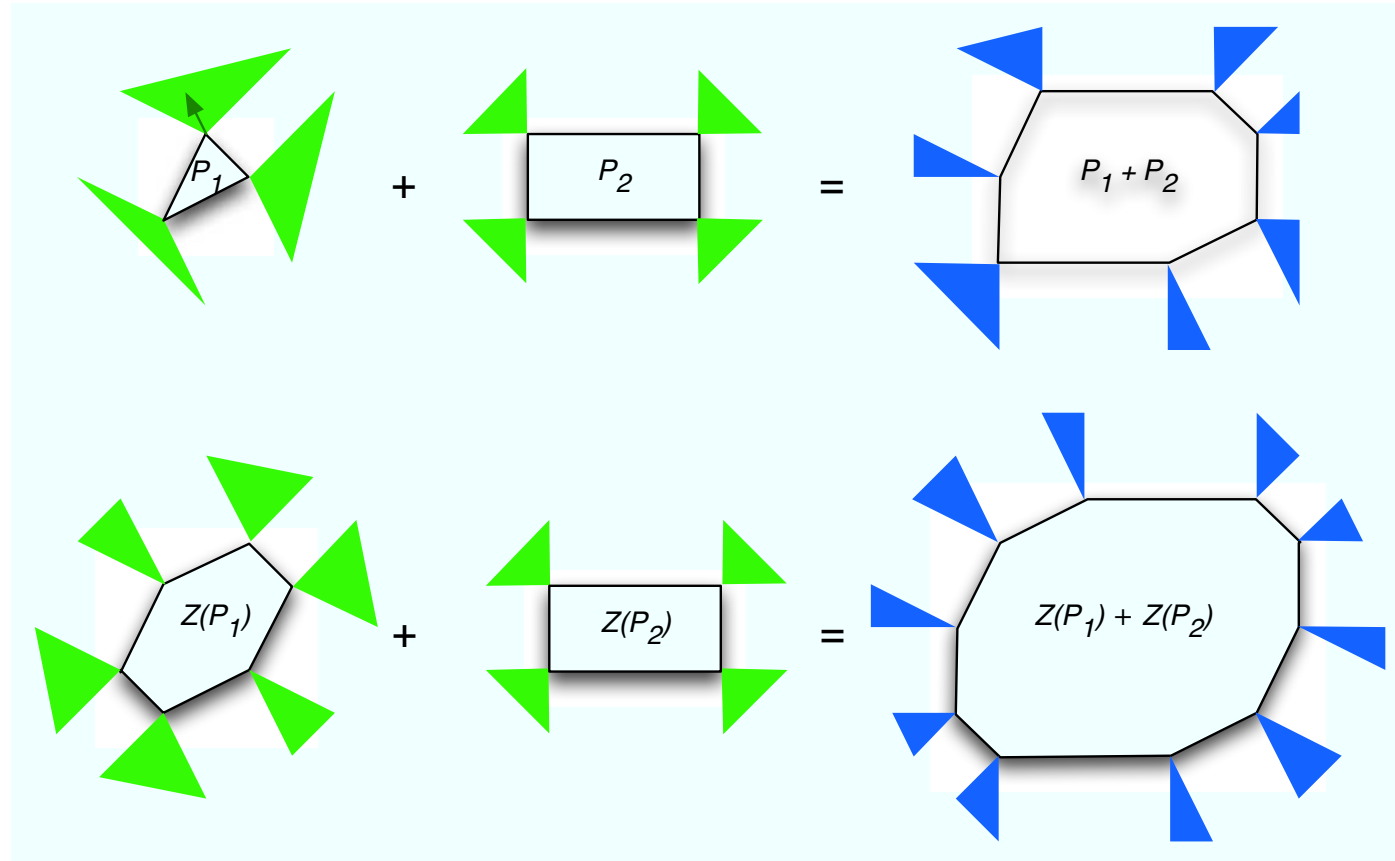 P₁ + P₂ = P₁ + P₂
Z(P₁) + Z(P₂) = Z(P₁) + Z(P₂)